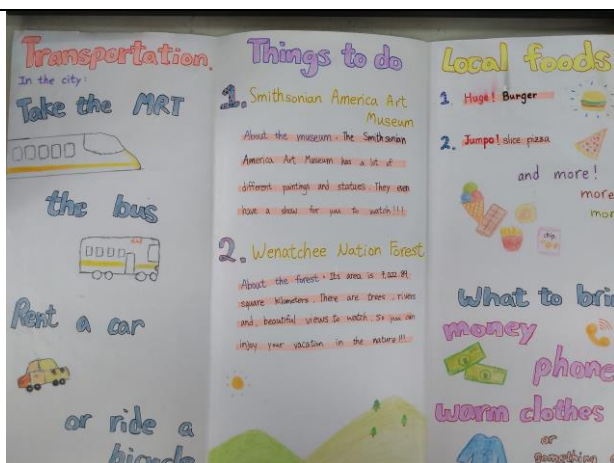 Transportation.
In the city:
Take the MRT
the bus
Rent a car
or ride a
bicycle
Things to do
1. Smithsonian America Art
Museum
About the museum. The Smithsonian
America Art Museum has a lot of
different paintings and statues. They even
have a show for you to watch!!!
2. Wenatchee Nation Forest
About the forest. Its area is
square kilometers. There are trees, rivers
and beautiful views to watch. So you can
enjoy your vacation in the nature!!!
Local foods
1. Huge! Burger
2. Jumpo! slice pizza
and more!
more
mor
What to bri
money
phone
warm clothes
or
something